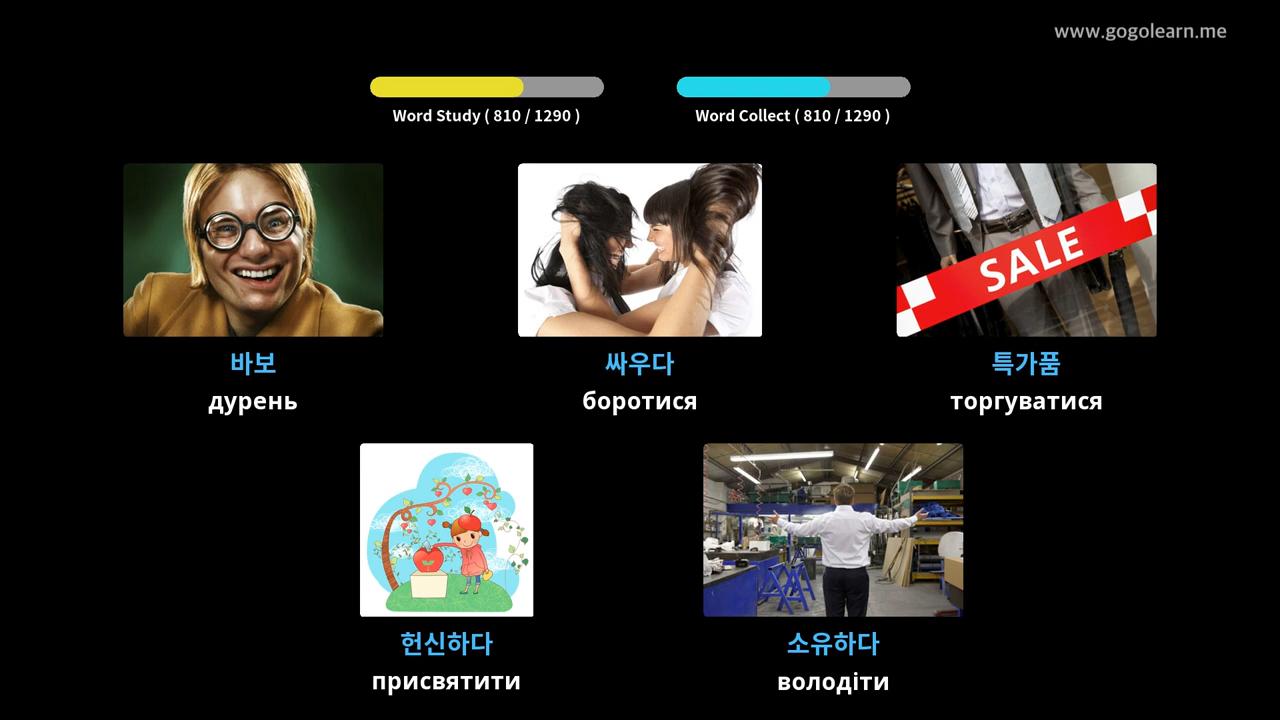 www.gogolearn.me
Word Study ( 810 / 1290 )
Word Collect ( 810 / 1290 )
SALE
바보
싸우다
특가품
дурень
боротися
торгуватися
헌신하다
소유하다
присвятити
володіти